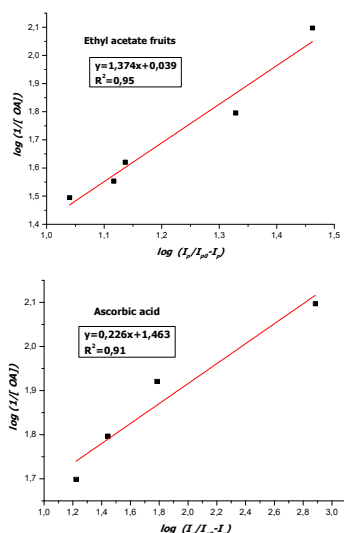 Ethyl acetate fruits
y=1,374x+0,039
R²=0,95
log (1/[ OA])
2,2
2,1
2,0
1,9
1,8
1,7
1,6
1,5
1,4
1,0 1,1 1,2 1,3 1,4 1,5
log (Ip/Ip0-Ip)
Ascorbic acid
y=0,226x+1,463
R²=0,91
log (1/[ OA])
2,1
2,0
1,9
1,8
1,7
1,2 1,4 1,6 1,8 2,0 2,2 2,4 2,6 2,8 3,0